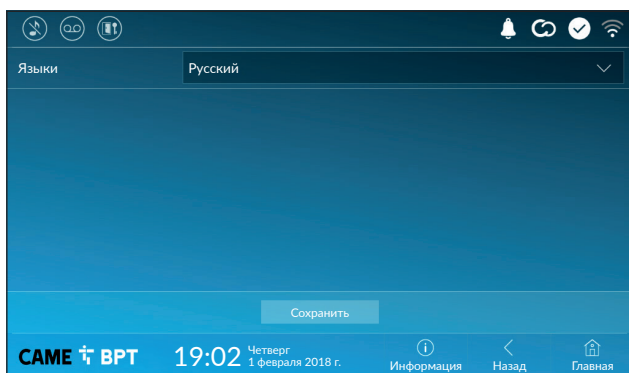 Языки
Русский
Сохранить
CAME BPT
19:02
Четверг
1 февраля 2018 г.
Информация
Назад
Главная